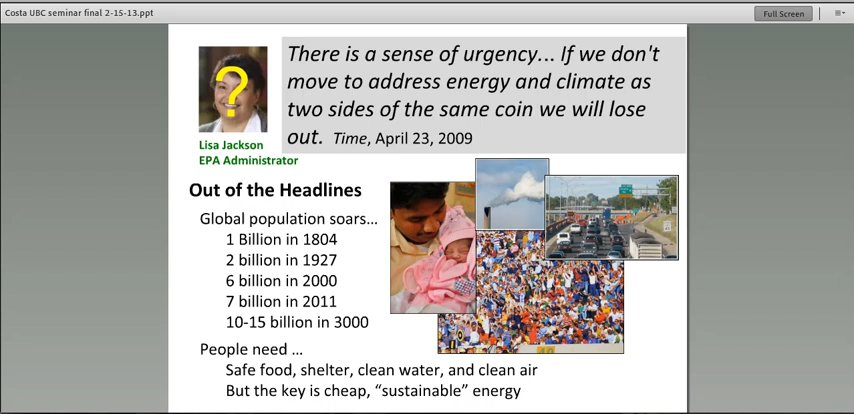 Costa UBC seminar final 2-15-13.ppt
Full Screen
There is a sense of urgency... If we don't
move to address energy and climate as
two sides of the same coin we will lose
out. Time, April 23, 2009
?
Lisa Jackson
EPA Administrator
Out of the Headlines
Global population soars...
1 Billion in 1804
2 billion in 1927
6 billion in 2000
7 billion in 2011
10-15 billion in 3000
People need ...
Safe food, shelter, clean water, and clean air
But the key is cheap, “sustainable” energy